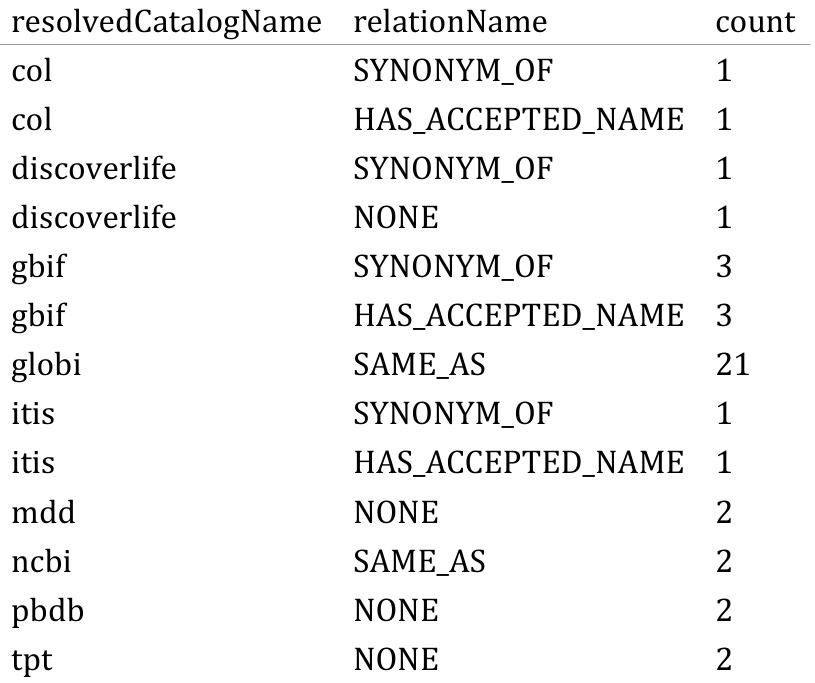 resolvedCatalogName relationName count
col SYNONYM_OF 1
col HAS_ACCEPTED_NAME 1
discoverlife SYNONYM_OF 1
discoverlife NONE 1
gbif SYNONYM_OF 3
gbif HAS_ACCEPTED_NAME 3
globi SAME_AS 21
itis SYNONYM_OF 1
itis HAS_ACCEPTED_NAME 1
mdd NONE 2
ncbi SAME_AS 2
pbdb NONE 2
tpt NONE 2